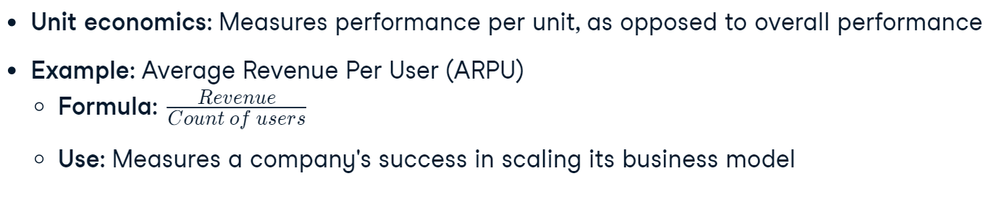 • Unit economics: Measures performance per unit, as opposed to overall performance
• Example: Average Revenue Per User (ARPU)
○ Formula: Revenue / Count of users
○ Use: Measures a company's success in scaling its business model